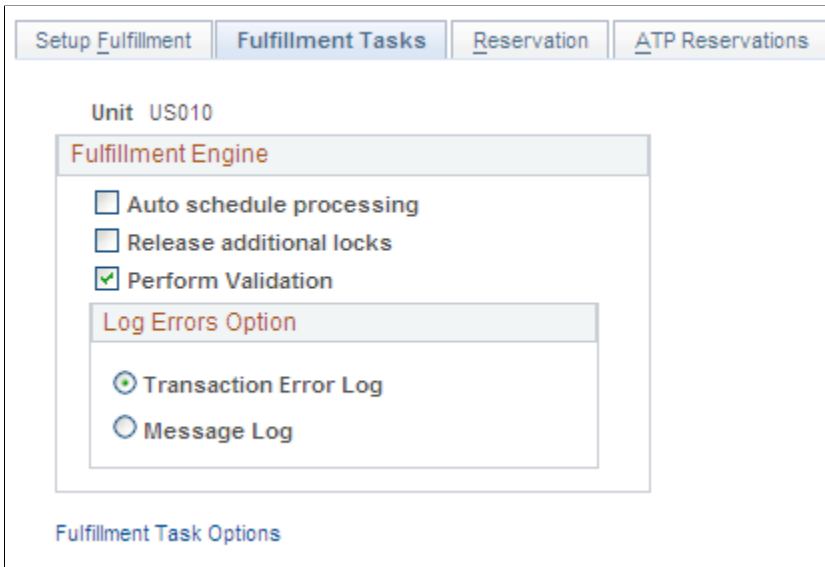 Setup Fulfillment Fulfillment Tasks Reservation ATP Reservations
Unit US010
Fulfillment Engine
Auto schedule processing
Release additional locks
Perform Validation
Log Errors Option
Transaction Error Log
Message Log
Fulfillment Task Options